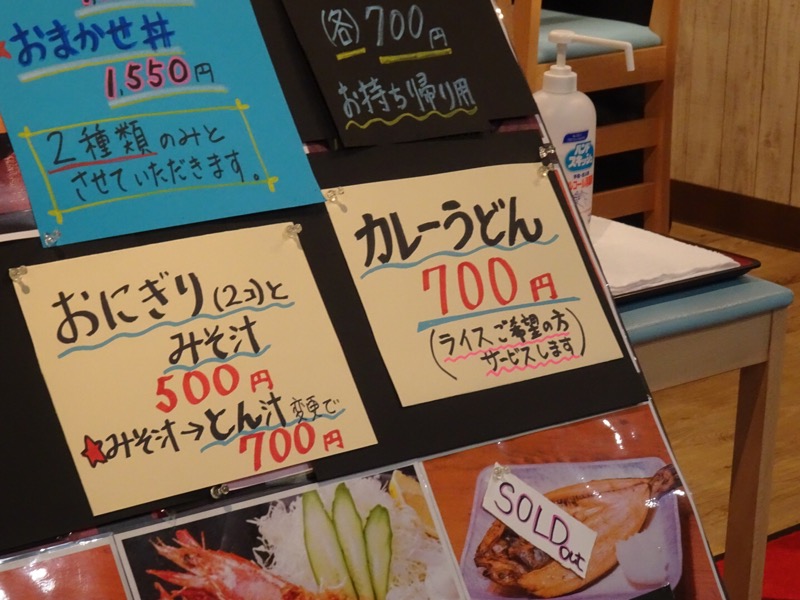 おまかせ丼
1,550円
2種類のみと
させていただきます。
(各)700円
お持ち帰り用
カレーうどん
700円
(ライスご希望の方
サービスします)
おにぎり(2コ)と
みそ汁
500円
★みそ汁→とん汁変更で
700円
SOLD
out